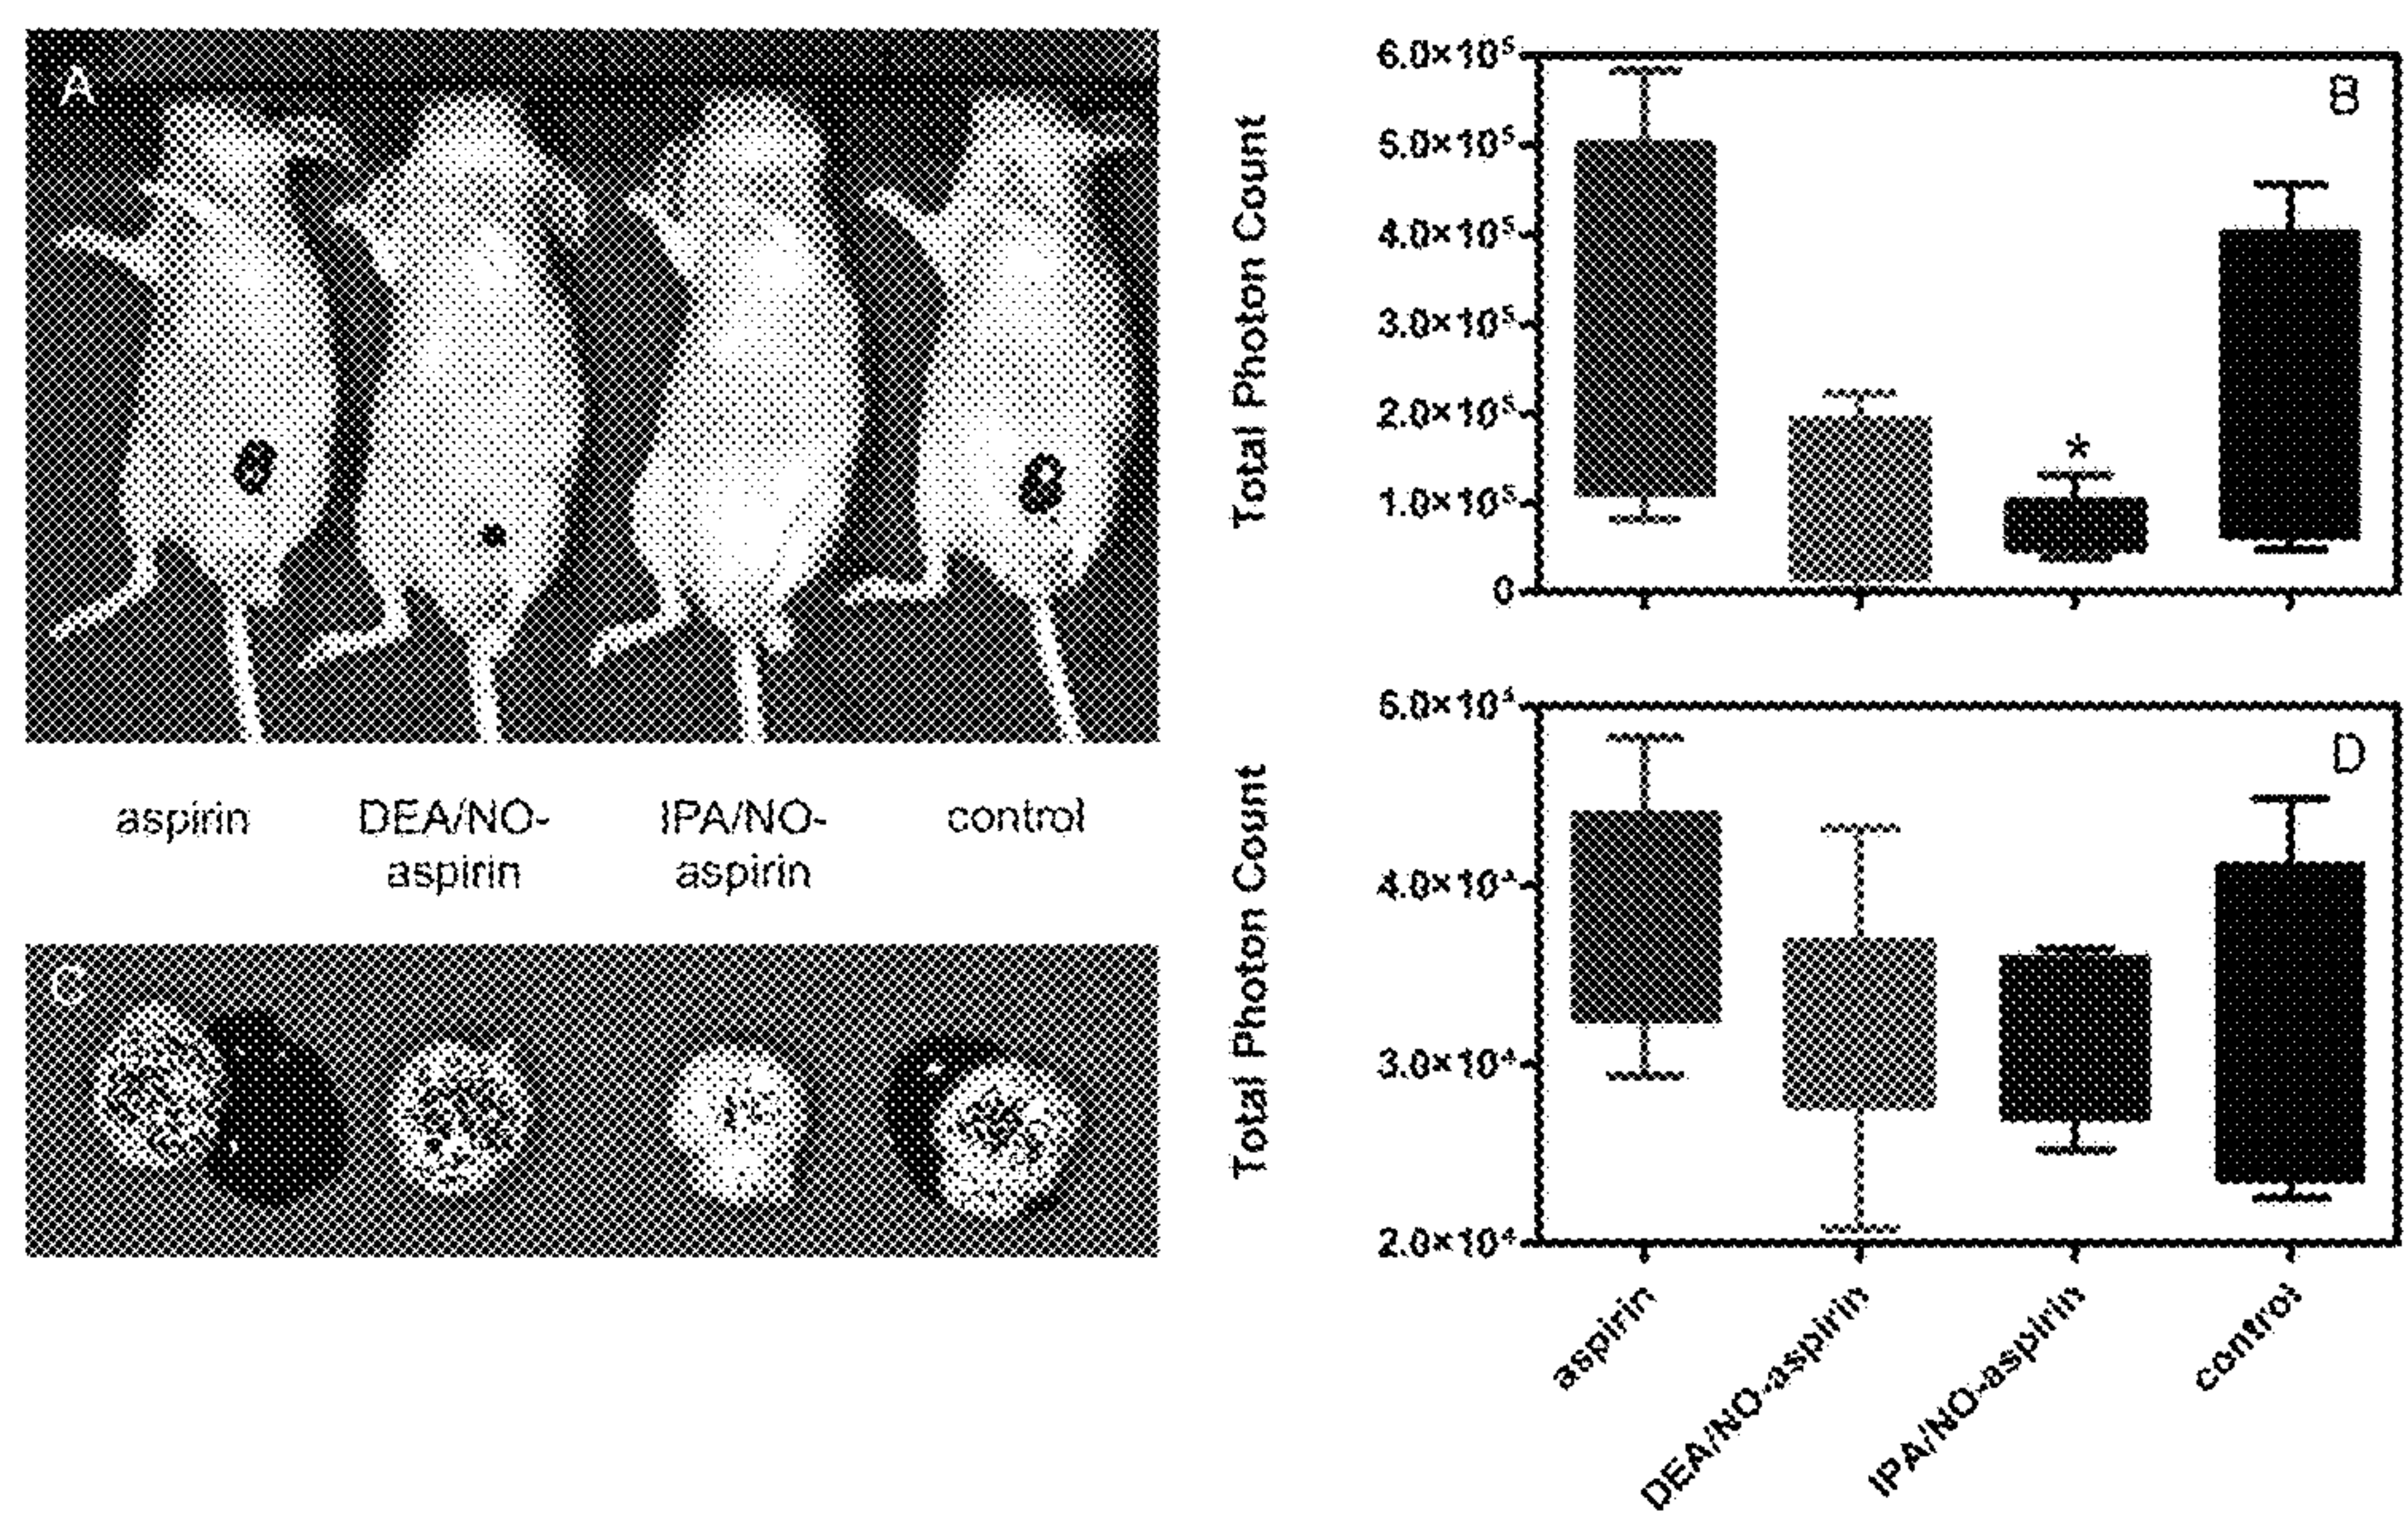 A
aspirin
DEA/NO-
aspirin
IPA/NO-
aspirin
control
C
Total Photon Count
6.0×10⁵
5.0×10⁵
4.0×10⁵
3.0×10⁵
2.0×10⁵
1.0×10⁵
0
B
*
Total Photon Count
5.0×10⁴
4.0×10⁴
3.0×10⁴
2.0×10⁴
D
aspirin
DEA/NO-aspirin
IPA/NO-aspirin
control